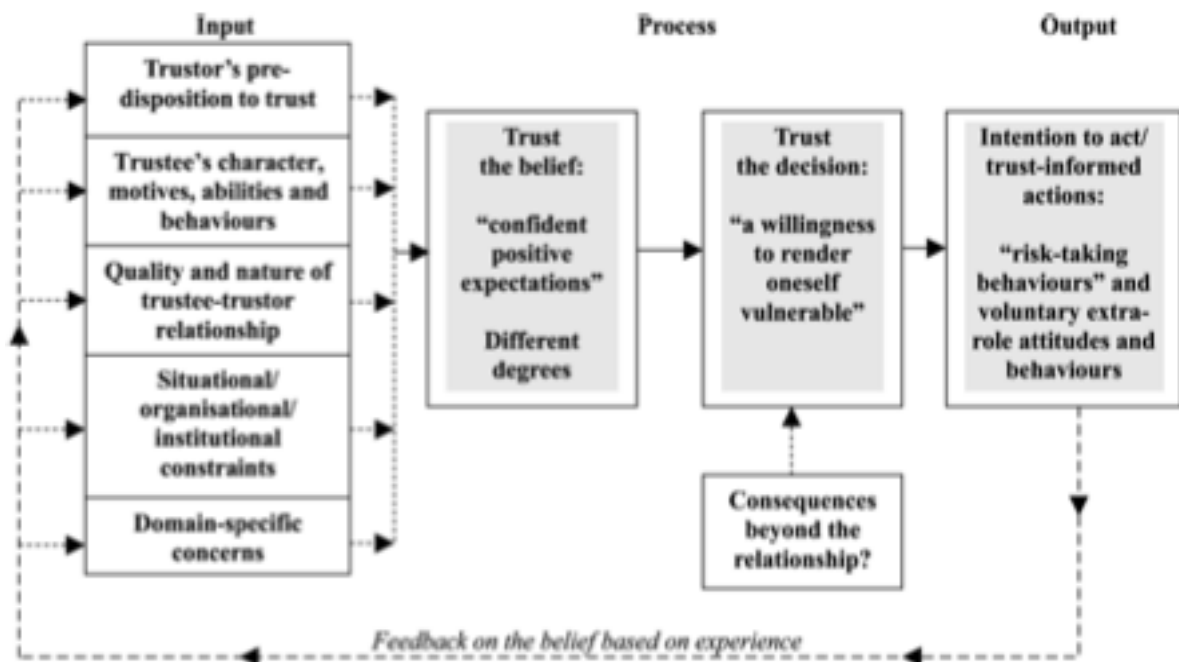 Input
Process
Output
Trustor's pre-
disposition to trust
Trustee's character,
motives, abilities and
behaviours
Quality and nature of
trustee-trustor
relationship
Situational/
organisational/
institutional
constraints
Domain-specific
concerns
Trust
the belief:
“confident
positive
expectations”
Different
degrees
Trust
the decision:
“a willingness
to render
oneself
vulnerable”
Consequences
beyond the
relationship?
Intention to act/
trust-informed
actions:
“risk-taking
behaviours” and
voluntary extra-
role attitudes and
behaviours
Feedback on the belief based on experience